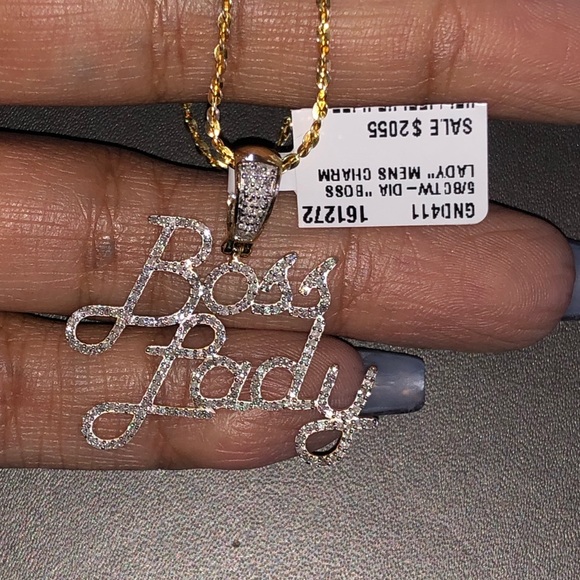 Boss
Lady
GND411 161272
5/8CTW-DIA "BOSS
LADY" MENS CHARM
SALE $2055